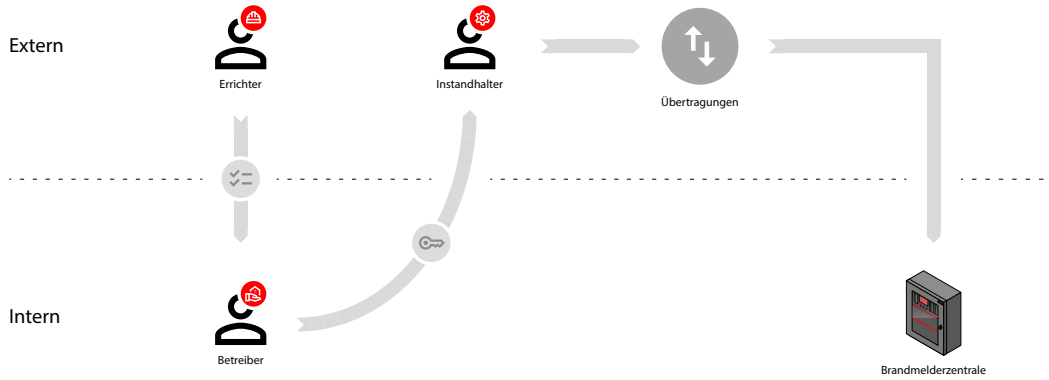 Extern
Errichter
Instandhalter
Übertragungen
Intern
Betreiber
Brandmelderzentrale